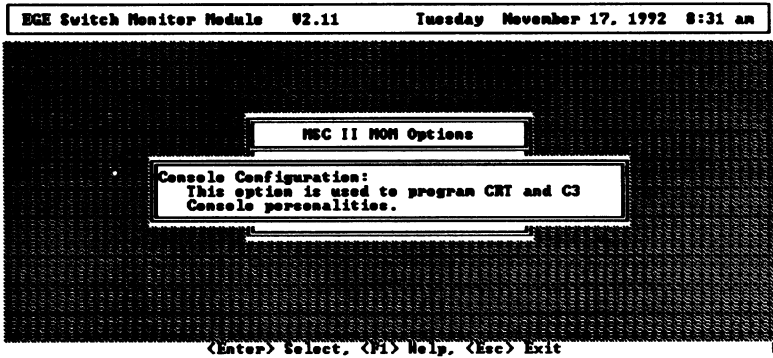 EGE Switch Monitor Module V2.11 Tuesday November 17, 1992 8:31 am
MSC II MOM Options
Console Configuration:
This option is used to program CRT and C3
Console personalities.
<Enter> Select, <F1> Help, <Esc> Exit